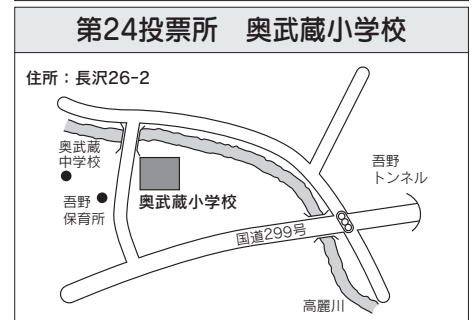 第24投票所　奥武蔵小学校
住所：長沢26-2
奥武蔵
中学校
吾野
保育所
奥武蔵小学校
吾野
トンネル
国道299号
高麗川